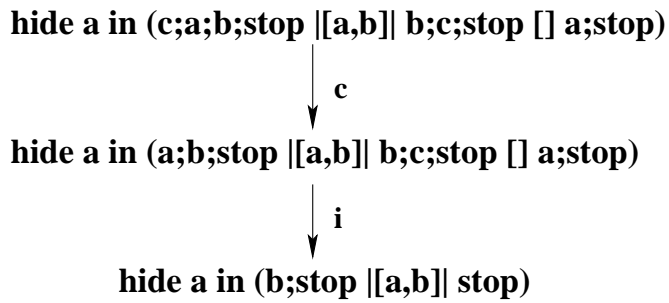 hide a in (c;a;b;stop |[a,b]| b;c;stop [] a;stop)
c
hide a in (a;b;stop |[a,b]| b;c;stop [] a;stop)
i
hide a in (b;stop |[a,b]| stop)